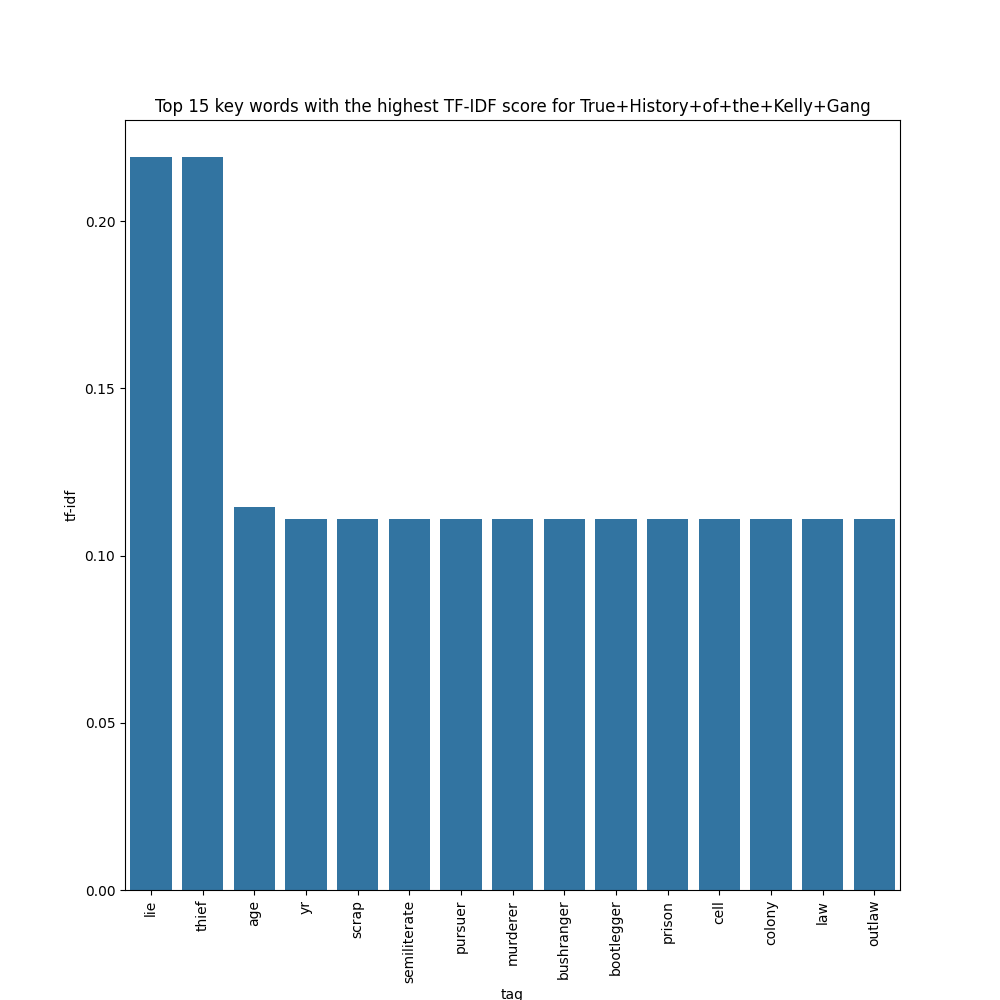 Top 15 key words with the highest TF-IDF score for True+History+of+the+Kelly+Gang
0.20
0.15
0.10
0.05
0.00
tf-idf
lie
thief
age
yr
scrap
semiliterate
pursuer
murderer
bushranger
bootlegger
prison
cell
colony
law
outlaw
tag